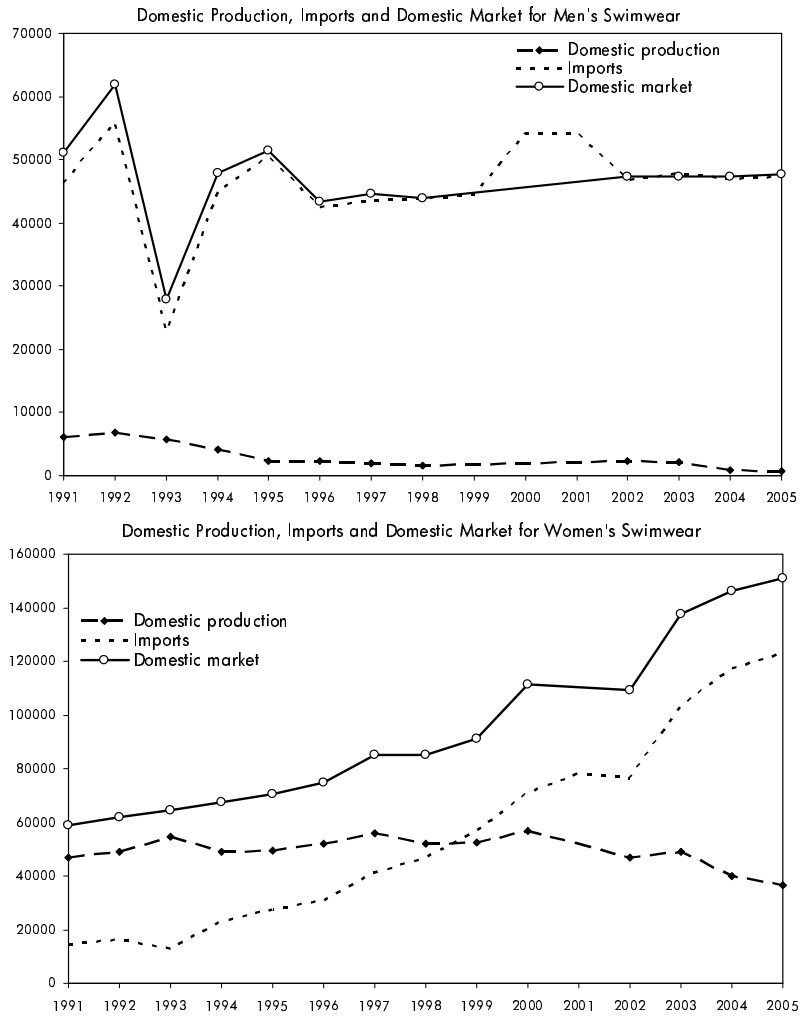 Domestic Production, Imports and Domestic Market for Men's Swimwear
70000
60000
50000
40000
30000
20000
10000
0
Domestic production
Imports
Domestic market
1991 1992 1993 1994 1995 1996 1997 1998 1999 2000 2001 2002 2003 2004 2005
Domestic Production, Imports and Domestic Market for Women's Swimwear
160000
140000
120000
100000
80000
60000
40000
20000
0
Domestic production
Imports
Domestic market
1991 1992 1993 1994 1995 1996 1997 1998 1999 2000 2001 2002 2003 2004 2005